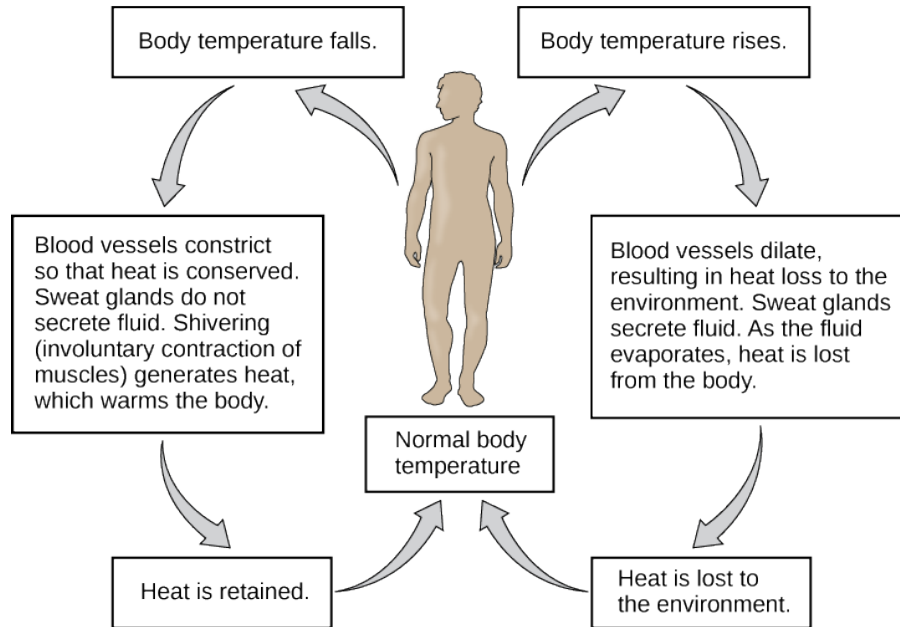 Body temperature falls.
Body temperature rises.
Blood vessels constrict
so that heat is conserved.
Sweat glands do not
secrete fluid. Shivering
(involuntary contraction of
muscles) generates heat,
which warms the body.
Blood vessels dilate,
resulting in heat loss to the
environment. Sweat glands
secrete fluid. As the fluid
evaporates, heat is lost
from the body.
Normal body
temperature
Heat is retained.
Heat is lost to
the environment.